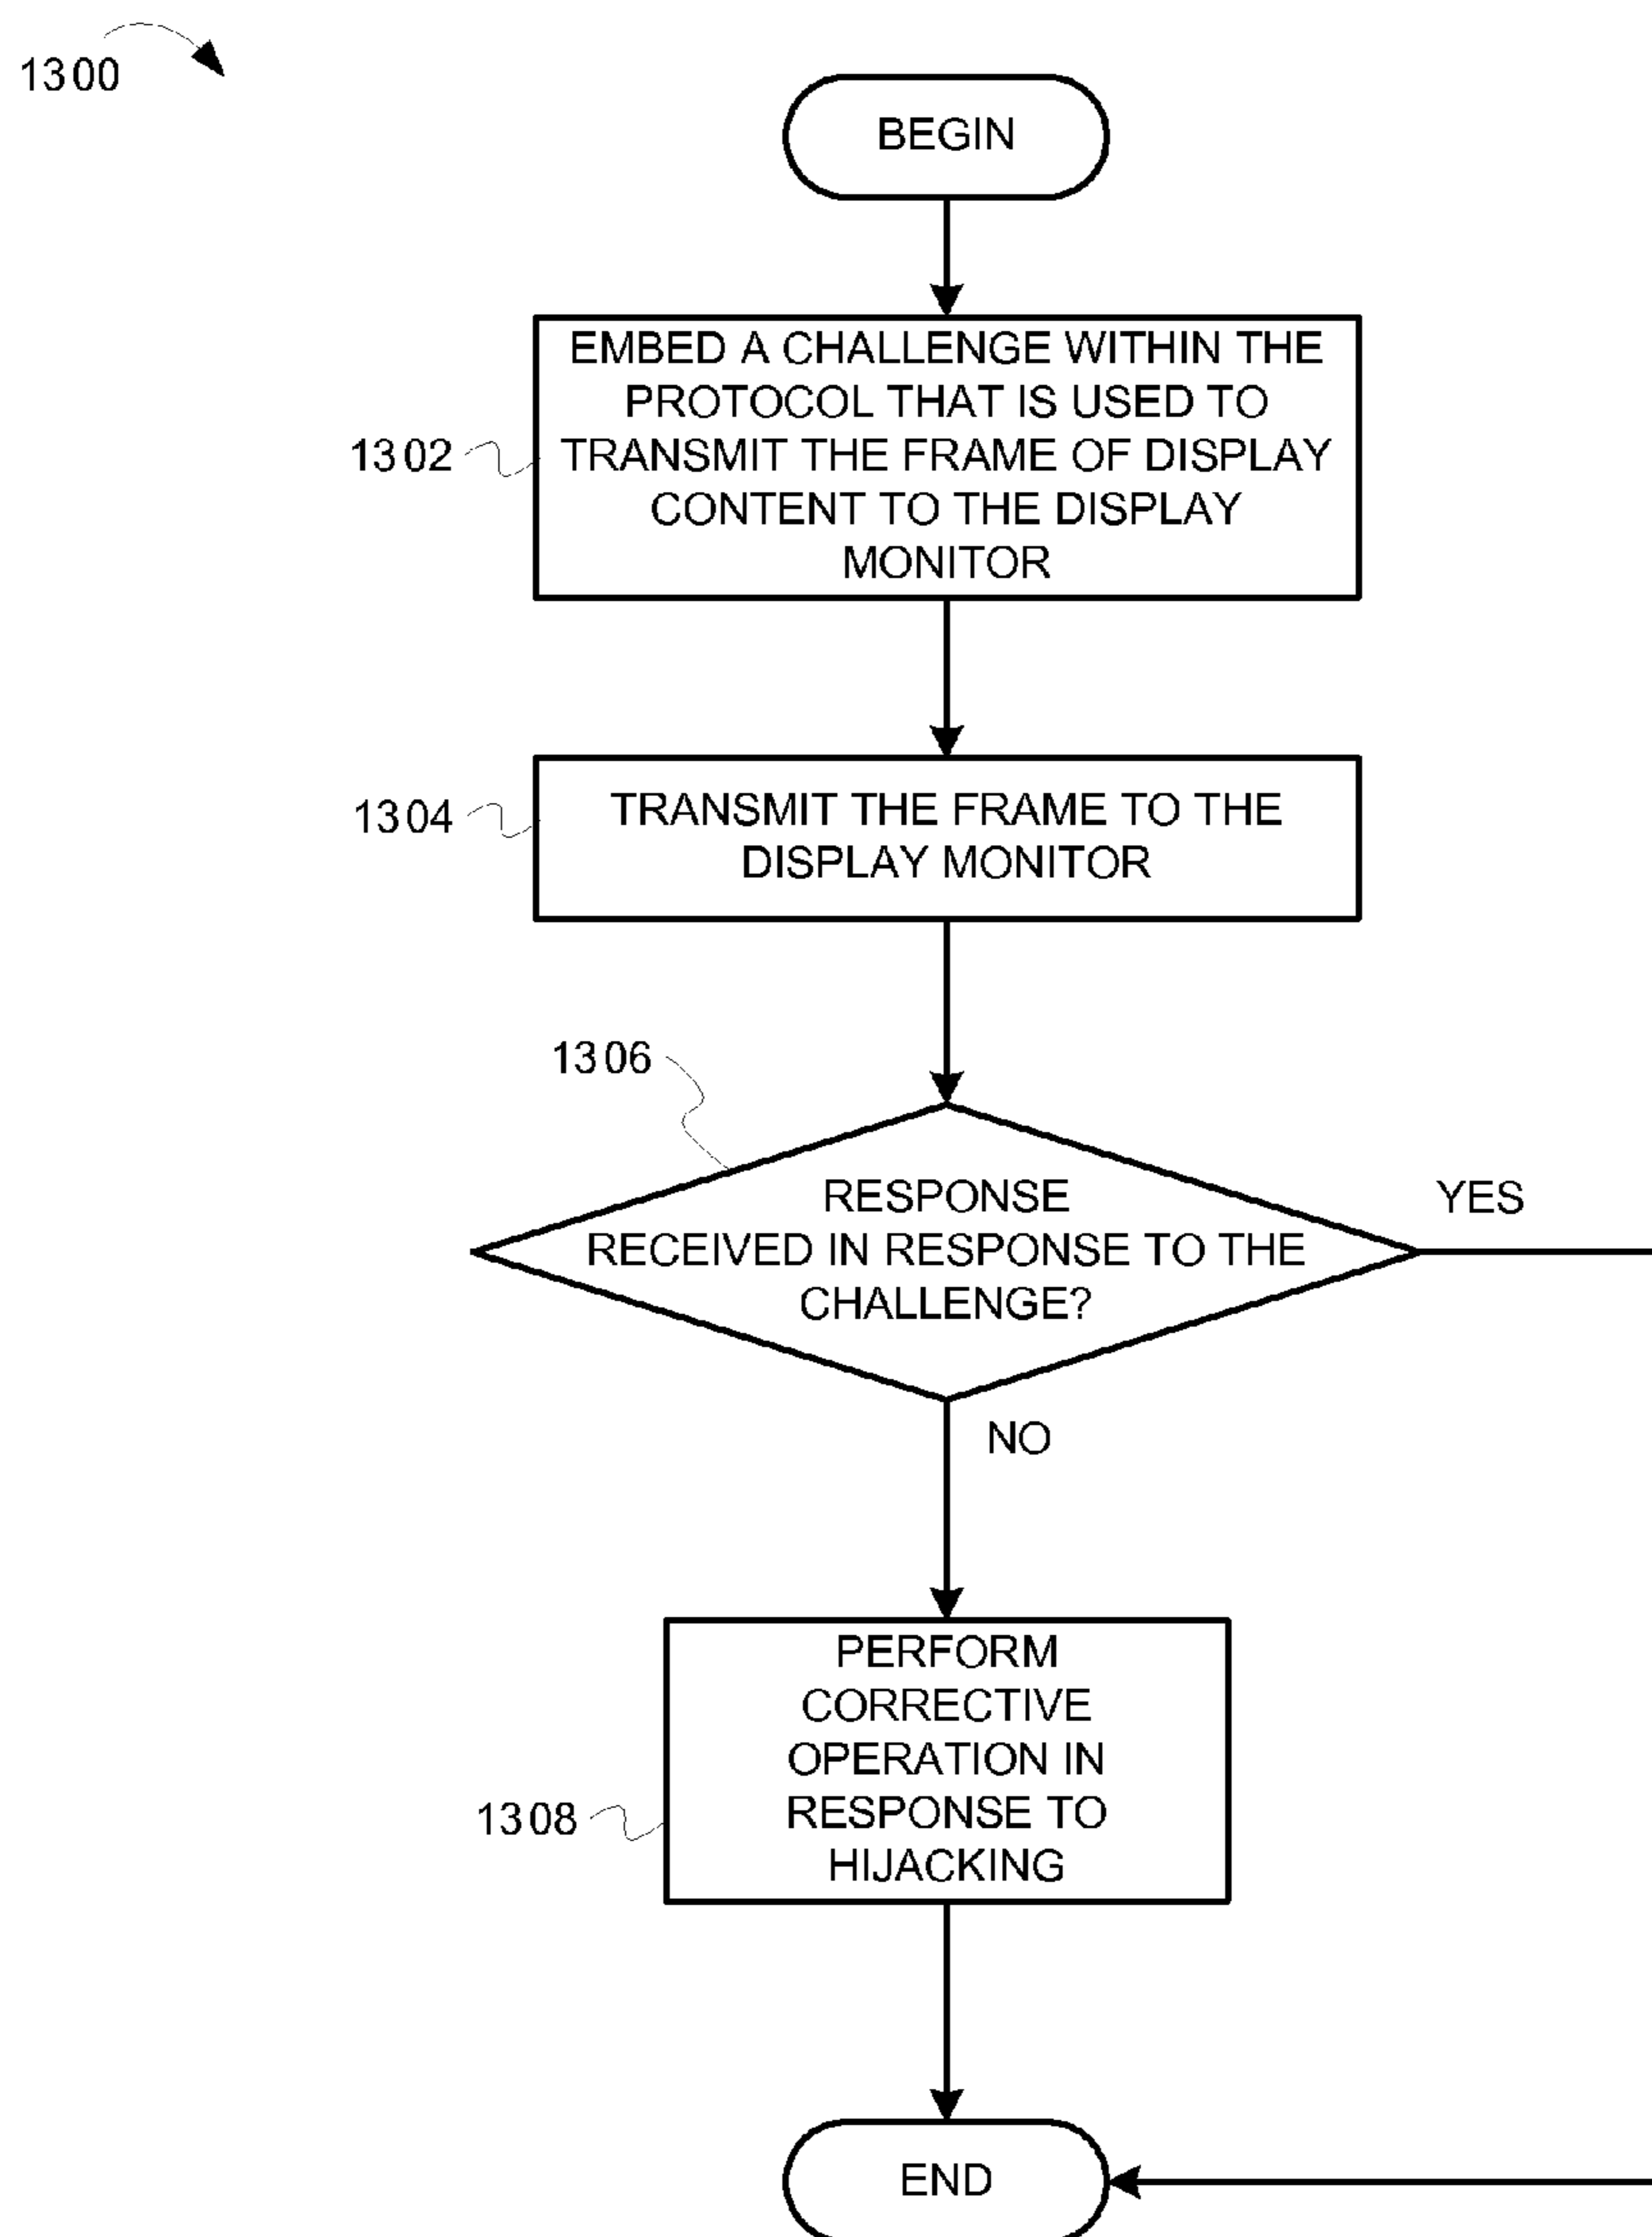 1300
BEGIN
EMBED A CHALLENGE WITHIN THE
PROTOCOL THAT IS USED TO
1302
TRANSMIT THE FRAME OF DISPLAY
CONTENT TO THE DISPLAY
MONITOR
1304
TRANSMIT THE FRAME TO THE
DISPLAY MONITOR
1306
RESPONSE
RECEIVED IN RESPONSE TO THE
CHALLENGE?
YES
NO
PERFORM
CORRECTIVE
OPERATION IN
RESPONSE TO
HIJACKING
1308
END